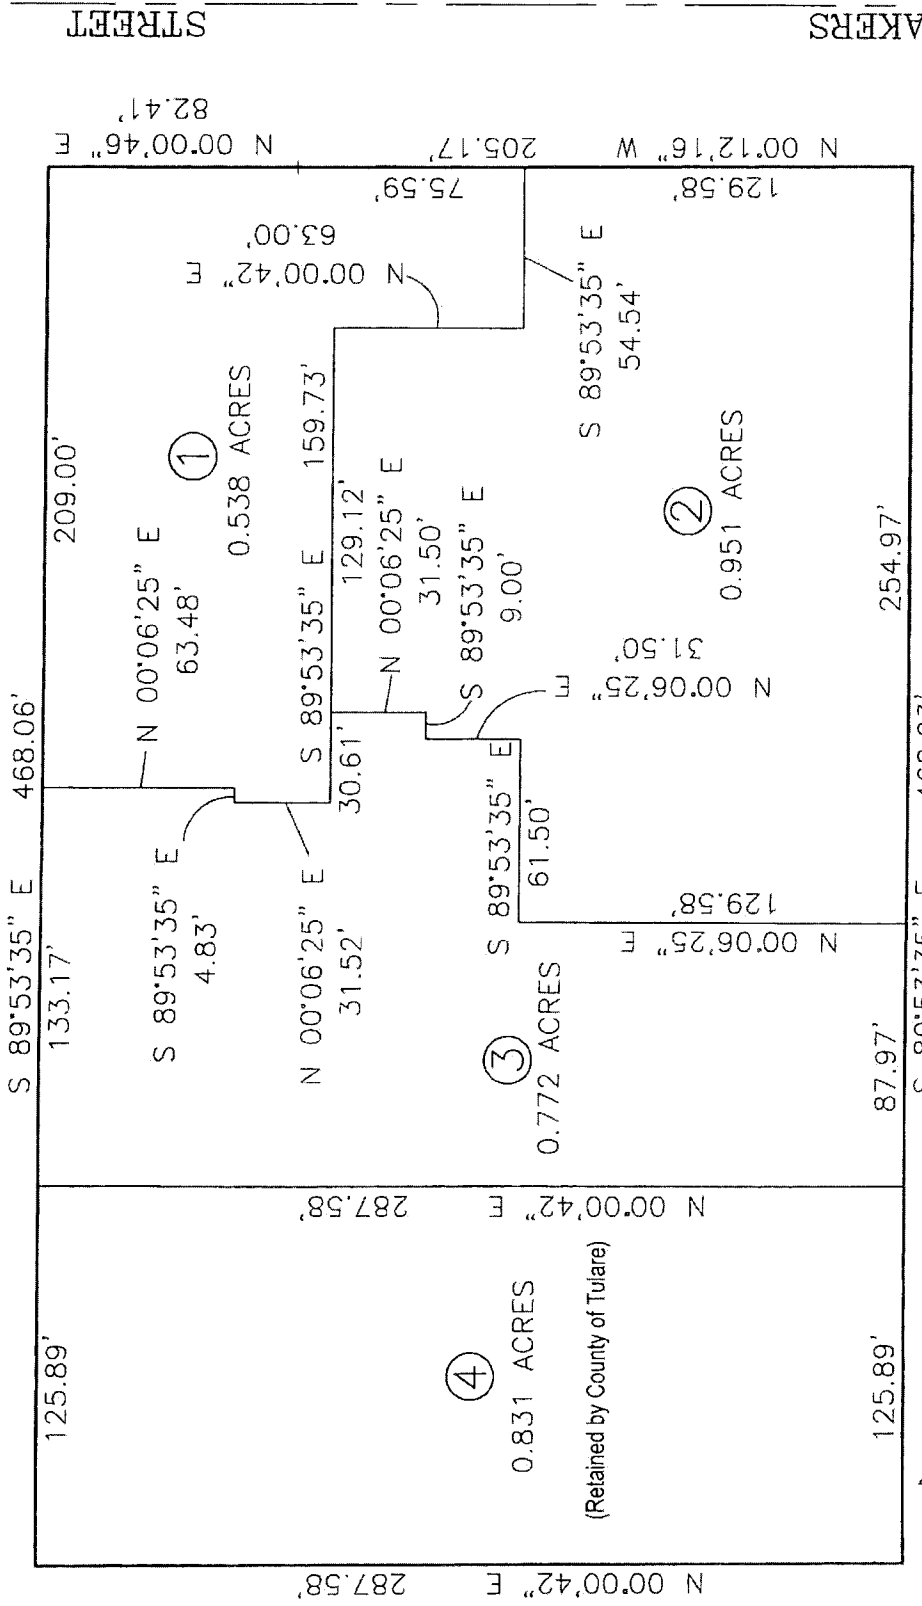 STREET
AKERS
N 00°00'46" E
82.41'
205.17'
N 00°12'16" W
75.59'
129.58'
N 00°00'42" E
63.00'
S 89°53'35" E
54.54'
S 89°53'35" E 468.06'
209.00'
133.17'
125.89'
1
0.538 ACRES
N 00°06'25" E
63.48'
S 89°53'35" E
4.83'
N 00°06'25" E
31.52'
S 89°53'35" E 159.73'
30.61'
129.12'
N 00°06'25" E
31.50'
S 89°53'35" E
9.00'
N 00°06'25" E
31.50'
S 89°53'35" E
61.50'
2
0.951 ACRES
254.97'
N 00°06'25" E
129.58'
3
0.772 ACRES
87.97'
N 00°00'42" E 287.58'
4
0.831 ACRES
(Retained by County of Tulare)
125.89'
N 00°00'42" E 287.58'
S 89°53'35" E